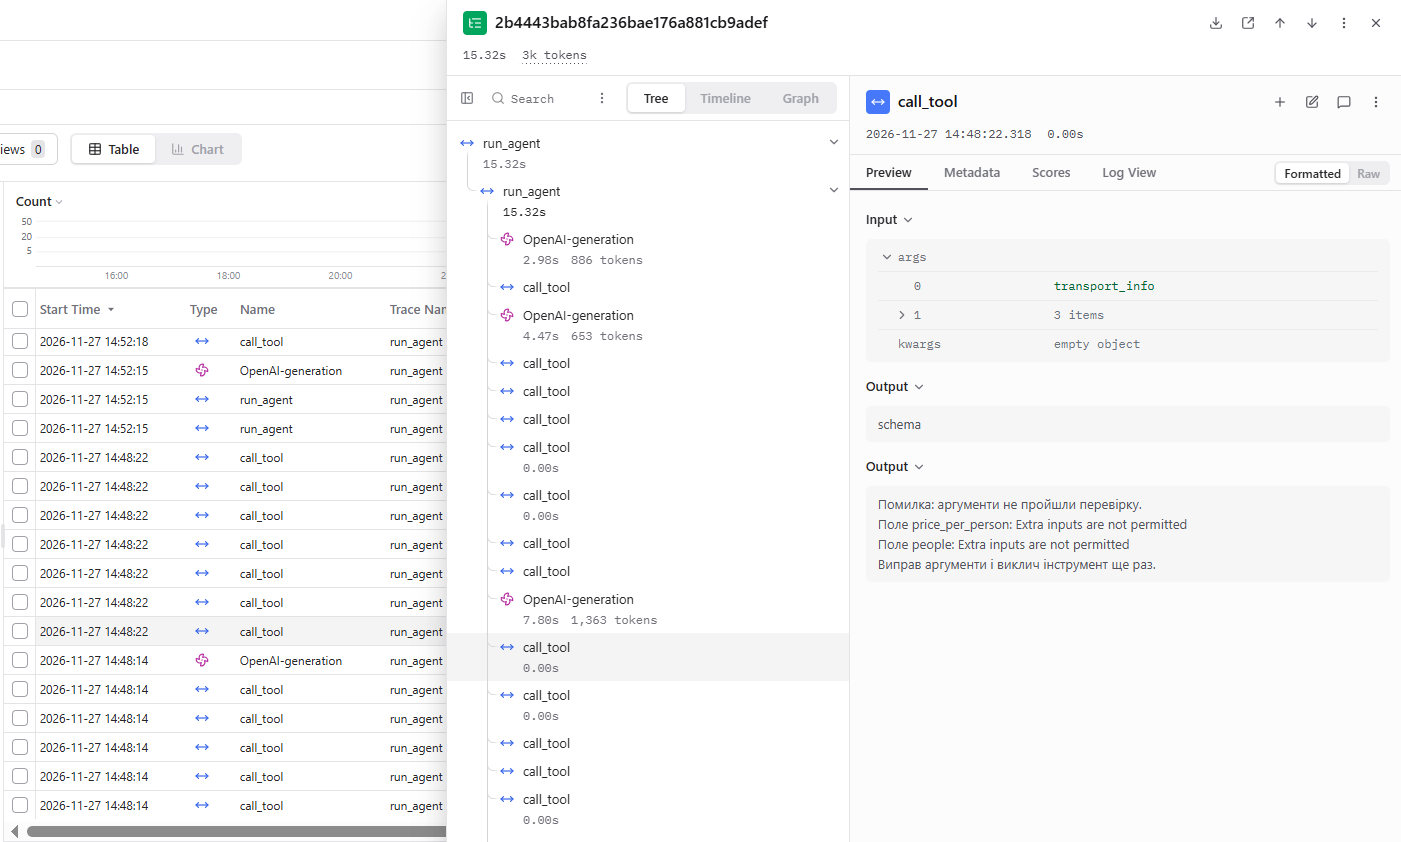 2b4443bab8fa236bae176a881cb9adef
15.32s 3k tokens
iews 0
Table
Chart
Count
50
20
5
16:00 18:00 20:00 2
Start Time Type Name Trace Nar
2026-11-27 14:52:18 call_tool run_agent
2026-11-27 14:52:15 OpenAI-generation run_agent
2026-11-27 14:52:15 run_agent run_agent
2026-11-27 14:52:15 run_agent run_agent
2026-11-27 14:48:22 call_tool run_agent
2026-11-27 14:48:22 call_tool run_agent
2026-11-27 14:48:22 call_tool run_agent
2026-11-27 14:48:22 call_tool run_agent
2026-11-27 14:48:22 call_tool run_agent
2026-11-27 14:48:22 call_tool run_agent
2026-11-27 14:48:22 call_tool run_agent
2026-11-27 14:48:14 OpenAI-generation run_agent
2026-11-27 14:48:14 call_tool run_agent
2026-11-27 14:48:14 call_tool run_agent
2026-11-27 14:48:14 call_tool run_agent
2026-11-27 14:48:14 call_tool run_agent
2026-11-27 14:48:14 call_tool run_agent
Search
Tree Timeline Graph
run_agent
15.32s
run_agent
15.32s
OpenAI-generation
2.98s 886 tokens
call_tool
OpenAI-generation
4.47s 653 tokens
call_tool
call_tool
call_tool
call_tool
0.00s
call_tool
0.00s
call_tool
call_tool
OpenAI-generation
7.80s 1,363 tokens
call_tool
0.00s
call_tool
0.00s
call_tool
call_tool
call_tool
0.00s
call_tool
2026-11-27 14:48:22.318 0.00s
Preview Metadata Scores Log View
Formatted Raw
Input
args
0 transport_info
1 3 items
kwargs empty object
Output
schema
Output
Помилка: аргументи не пройшли перевірку.
Поле price_per_person: Extra inputs are not permitted
Поле people: Extra inputs are not permitted
Виправ аргументи і виклич інструмент ще раз.